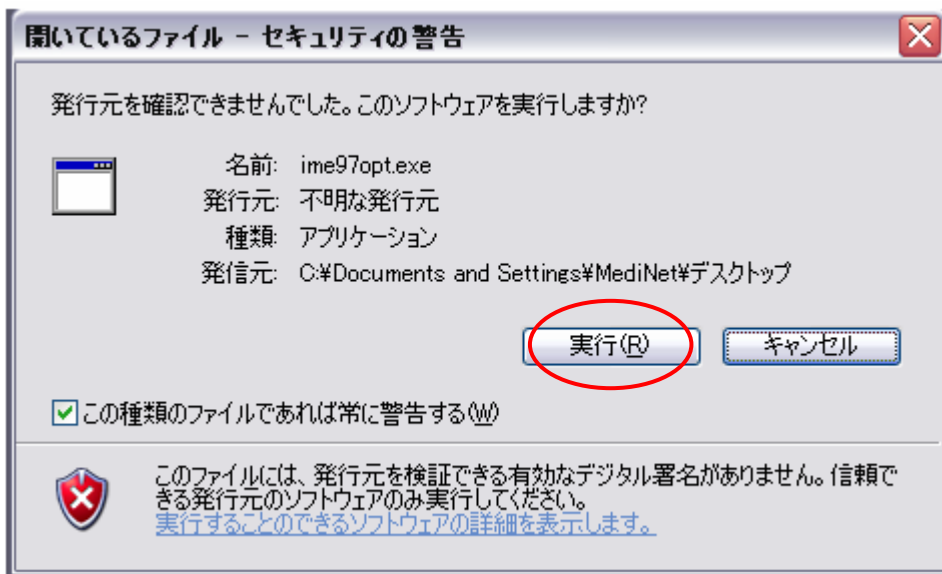 開いているファイル - セキュリティの警告
発行元を確認できませんでした。このソフトウェアを実行しますか?
名前: ime97opt.exe
発行元: 不明な発行元
種類: アプリケーション
発信元: C:¥Documents and Settings¥MediNet¥デスクトップ
実行(R) キャンセル
この種類のファイルであれば常に警告する(W)
このファイルには、発行元を検証できる有効なデジタル署名がありません。信頼で
きる発行元のソフトウェアのみ実行してください。
実行することのできるソフトウェアの詳細を表示します。